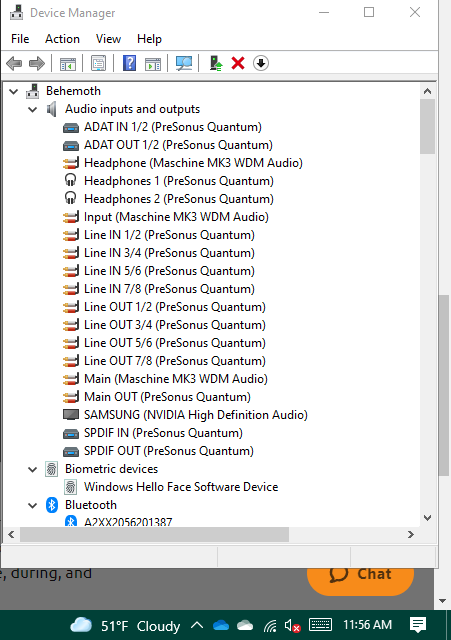 Device Manager
File Action View Help
Behemoth
Audio inputs and outputs
ADAT IN 1/2 (PreSonus Quantum)
ADAT OUT 1/2 (PreSonus Quantum)
Headphone (Maschine MK3 WDM Audio)
Headphones 1 (PreSonus Quantum)
Headphones 2 (PreSonus Quantum)
Input (Maschine MK3 WDM Audio)
Line IN 1/2 (PreSonus Quantum)
Line IN 3/4 (PreSonus Quantum)
Line IN 5/6 (PreSonus Quantum)
Line IN 7/8 (PreSonus Quantum)
Line OUT 1/2 (PreSonus Quantum)
Line OUT 3/4 (PreSonus Quantum)
Line OUT 5/6 (PreSonus Quantum)
Line OUT 7/8 (PreSonus Quantum)
Main (Maschine MK3 WDM Audio)
Main OUT (PreSonus Quantum)
SAMSUNG (NVIDIA High Definition Audio)
SPDIF IN (PreSonus Quantum)
SPDIF OUT (PreSonus Quantum)
Biometric devices
Windows Hello Face Software Device
Bluetooth
A2XX2056201387
, during, and
Chat
51°F Cloudy 11:56 AM